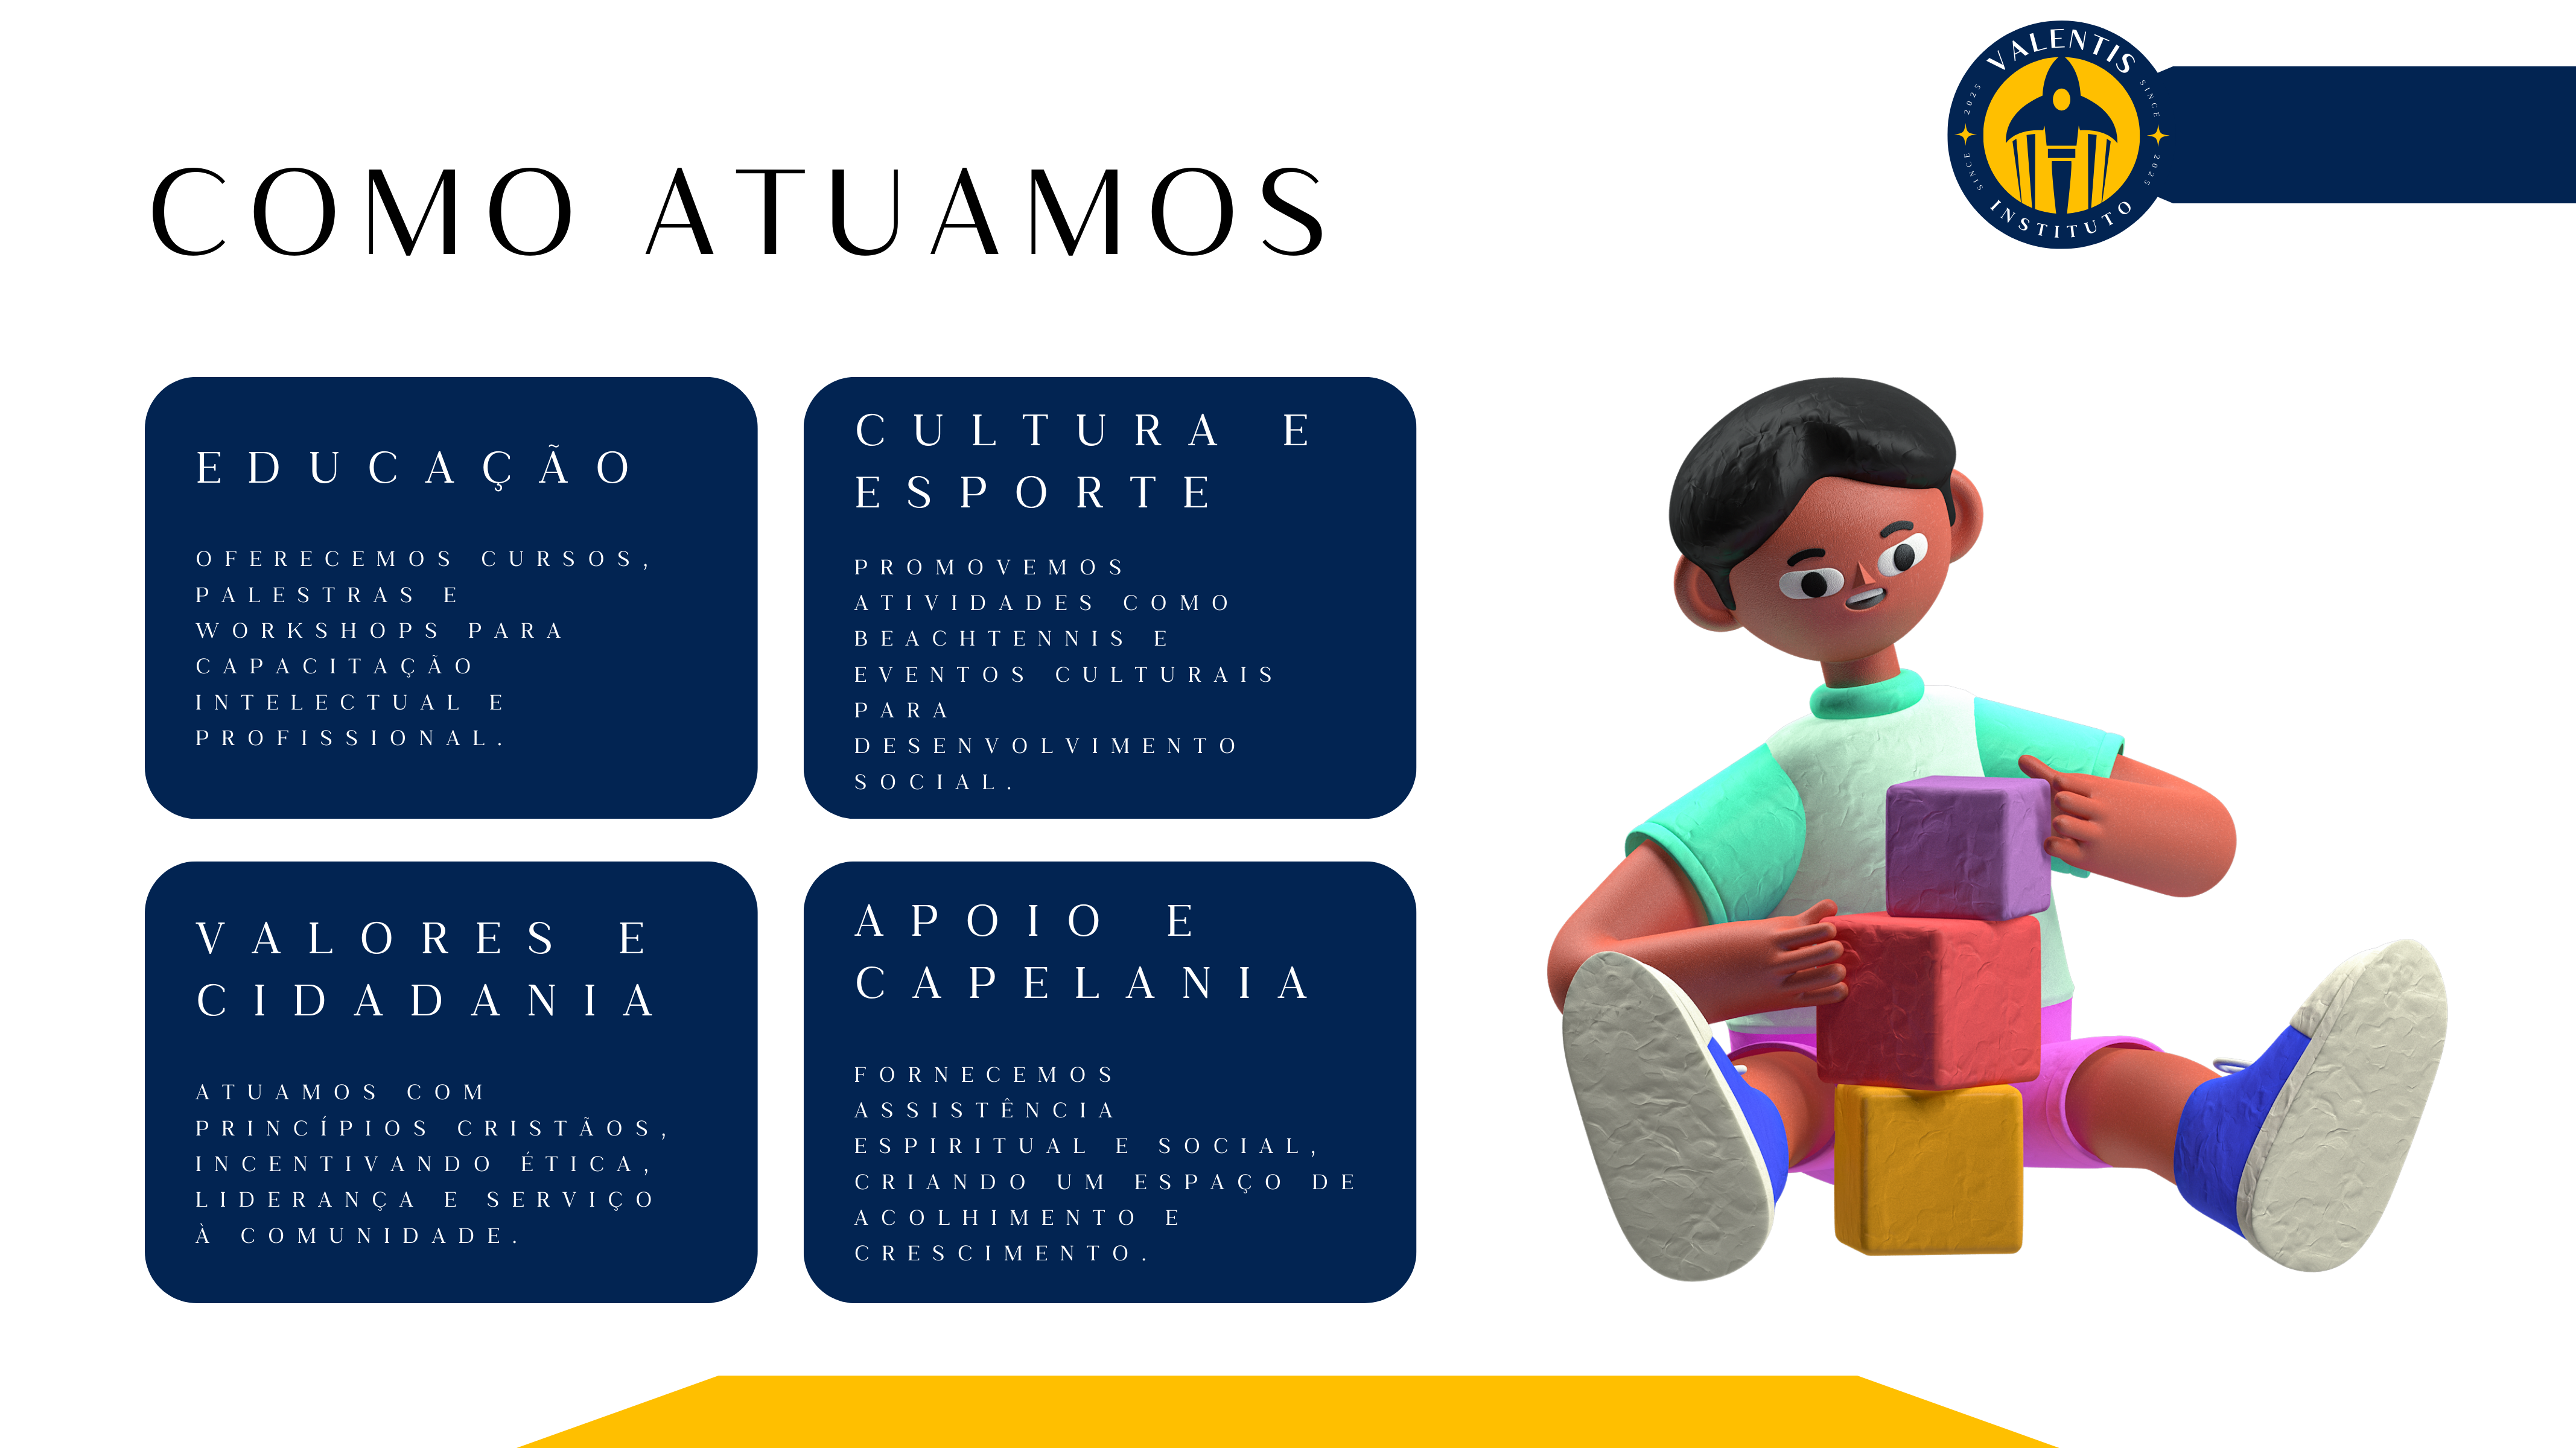 VALENTIS
SINCE 2025
SINCE 2025
INSTITUTO
COMO ATUAMOS
EDUCAÇÃO
OFERECEMOS CURSOS,
PALESTRAS E
WORKSHOPS PARA
CAPACITAÇÃO
INTELECTUAL E
PROFISSIONAL.
CULTURA E
ESPORTE
PROMOVEMOS
ATIVIDADES COMO
BEACHTENNIS E
EVENTOS CULTURAIS
PARA
DESENVOLVIMENTO
SOCIAL.
VALORES E
CIDADANIA
ATUAMOS COM
PRINCÍPIOS CRISTÃOS,
INCENTIVANDO ÉTICA,
LIDERANÇA E SERVIÇO
À COMUNIDADE.
APOIO E
CAPELANIA
FORNECEMOS
ASSISTÊNCIA
ESPIRITUAL E SOCIAL,
CRIANDO UM ESPAÇO DE
ACOLHIMENTO E
CRESCIMENTO.